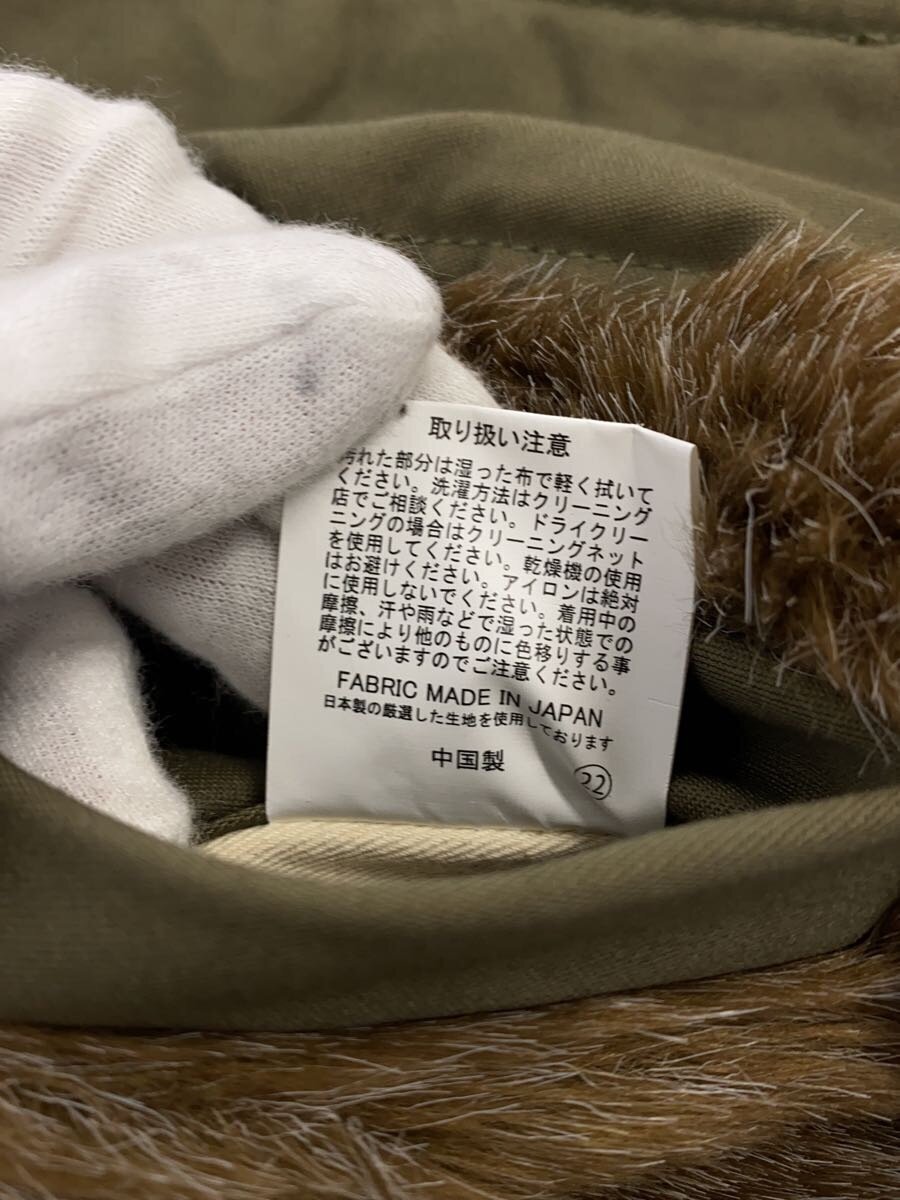 取り扱い注意
汚れた部分は湿った布で軽く拭いて
ください。洗濯方法はクリーニング
店でご相談ください。ドライクリー
ニングの場合はクリーニングネット
を使用してください。乾燥機の使用
はお避けください。アイロンは絶対
に使用しないでください。着用中の
摩擦、汗や雨などで湿った状態での
摩擦により他のものに色移りする事
がございますのでご注意ください。
FABRIC MADE IN JAPAN
日本製の厳選した生地を使用しております
中国製
㉒